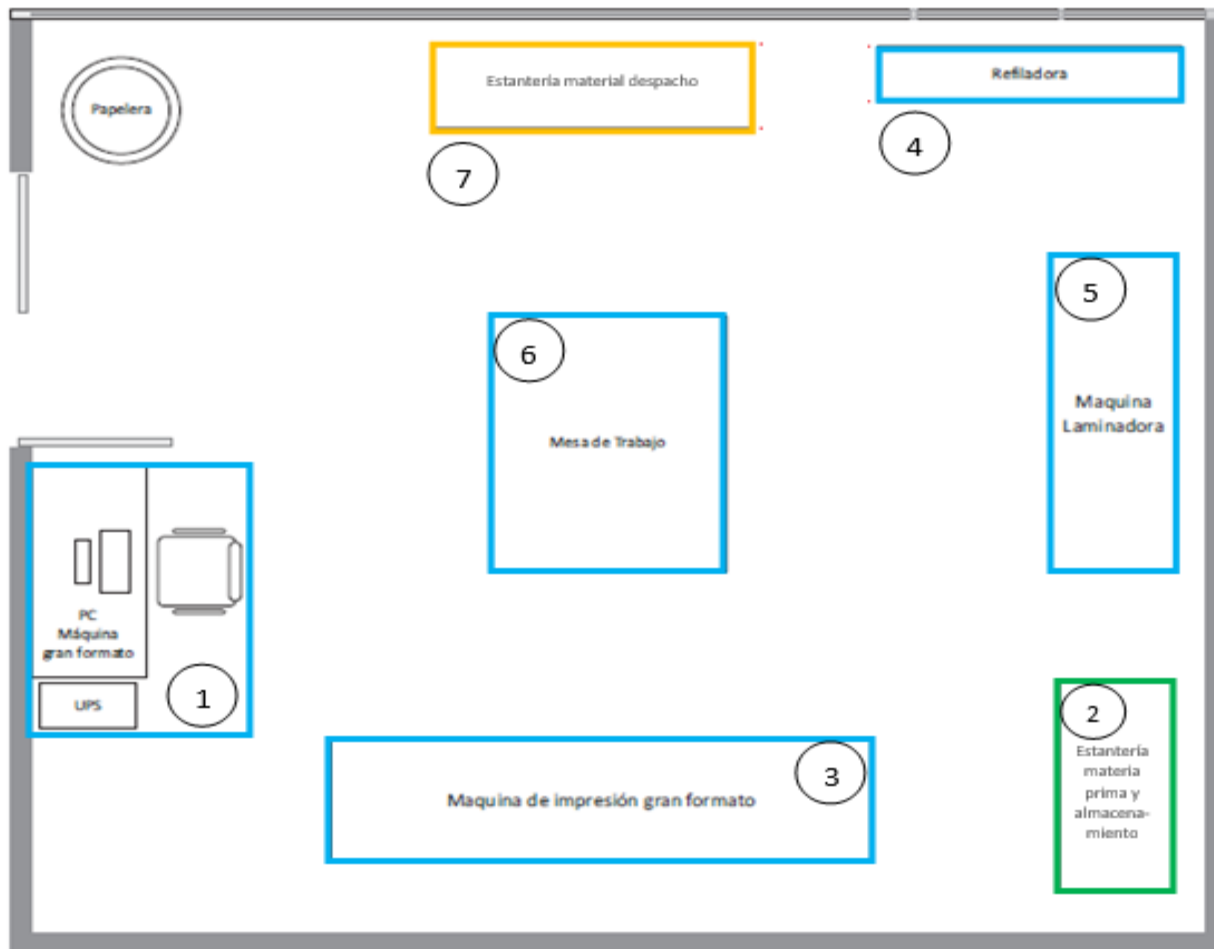 Papelera
Estantería material despacho
7
Refiladora
4
5
Maquina
Laminadora
6
Mesa de Trabajo
PC
Máquina
gran formato
UPS
1
2
Estantería
materia
prima y
almacena-
miento
Maquina de impresión gran formato
3